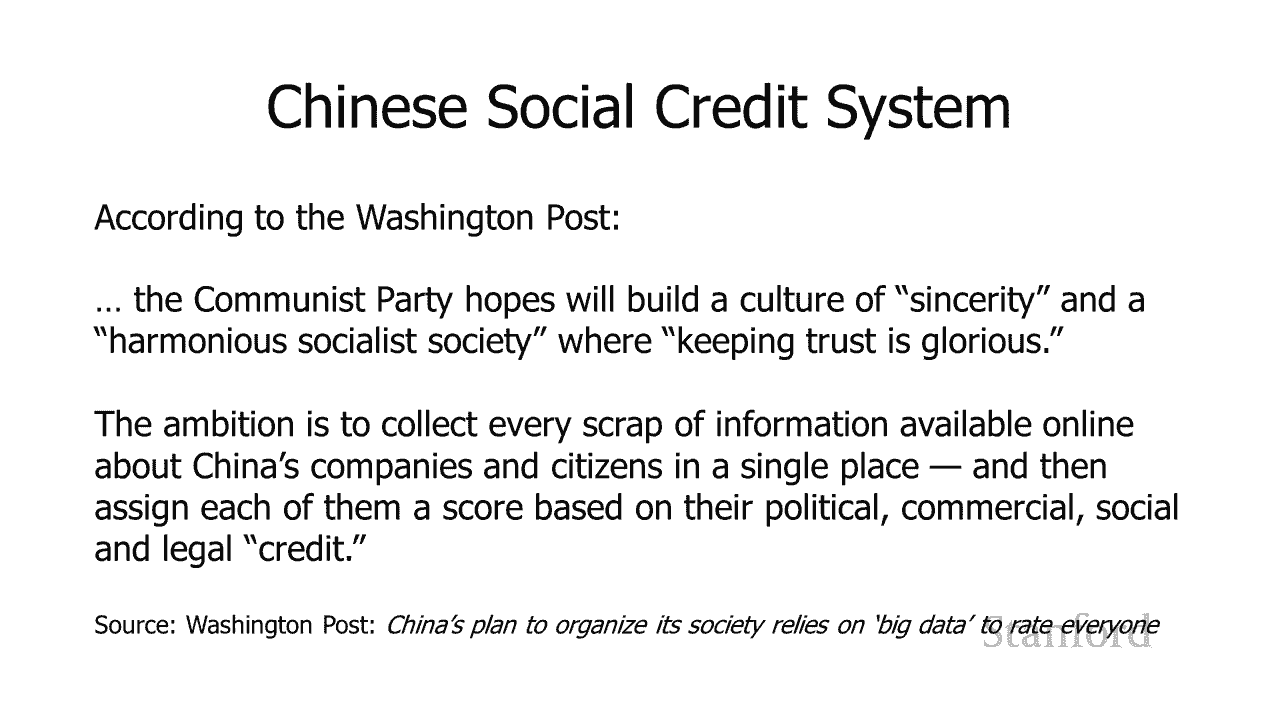 Chinese Social Credit System
According to the Washington Post:
… the Communist Party hopes will build a culture of “sincerity” and a
“harmonious socialist society” where “keeping trust is glorious.”
The ambition is to collect every scrap of information available online
about China’s companies and citizens in a single place — and then
assign each of them a score based on their political, commercial, social
and legal “credit.”
Source: Washington Post: China’s plan to organize its society relies on ‘big data’ to rate everyone
Stanford